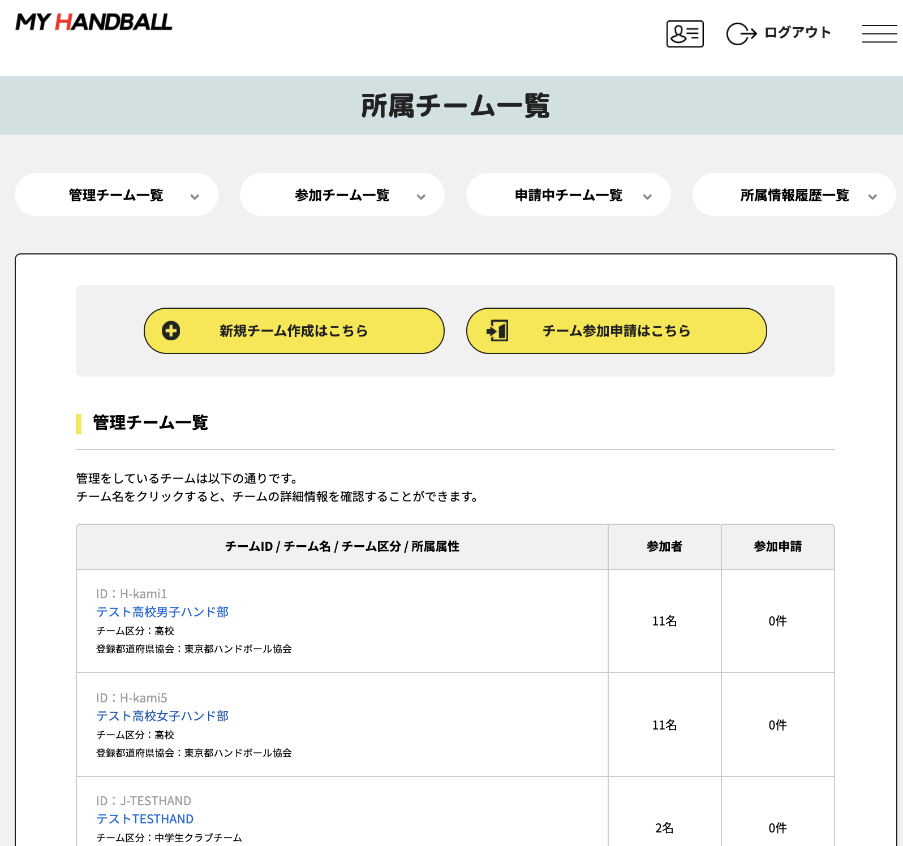 MY HANDBALL
ログアウト
所属チーム一覧
管理チーム一覧
参加チーム一覧
申請中チーム一覧
所属情報履歴一覧
新規チーム作成はこちら
チーム参加申請はこちら
管理チーム一覧
管理をしているチームは以下の通りです。
チーム名をクリックすると、チームの詳細情報を確認することができます。
チームID / チーム名 / チーム区分 / 所属属性
参加者
参加申請
ID：H-kami1
テスト高校男子ハンド部
チーム区分：高校
登録都道府県協会：東京都ハンドボール協会
11名
0件
ID：H-kami5
テスト高校女子ハンド部
チーム区分：高校
登録都道府県協会：東京都ハンドボール協会
11名
0件
ID：J-TESTHAND
テストTESTHAND
チーム区分：中学生クラブチーム
2名
0件